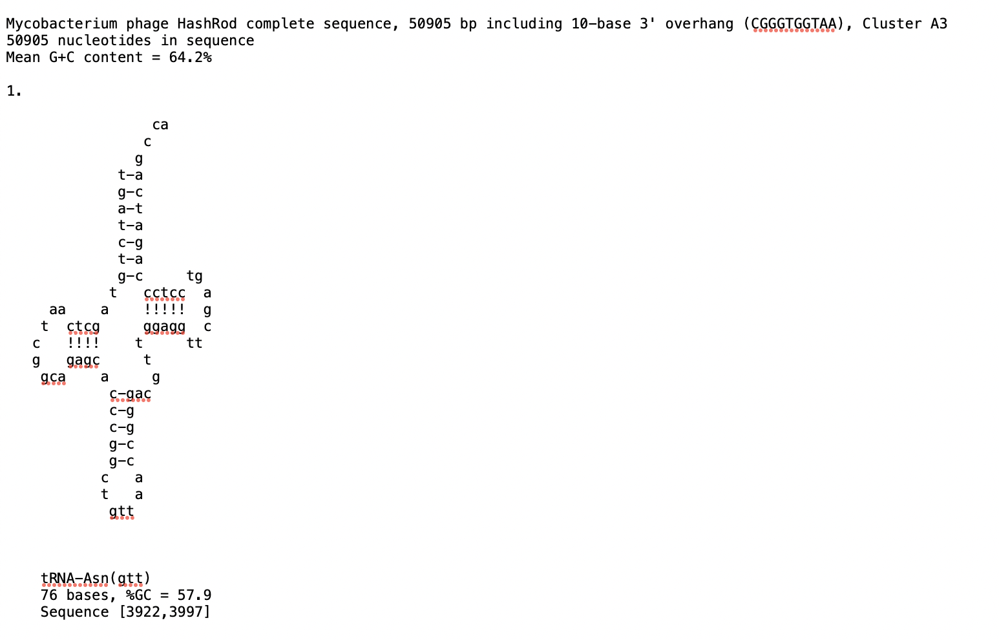 Mycobacterium phage HashRod complete sequence, 50905 bp including 10-base 3' overhang (CGGGTGGTAA), Cluster A3
50905 nucleotides in sequence
Mean G+C content = 64.2%
1.
                 ca
                c
               g
             t-a
             g-c
             a-t
             t-a
             c-g
             t-a
             g-c     tg
            t   cctcc  a
     aa    a    !!!!!  g
    t  ctcg     ggagg  c
   c   !!!!    t     tt
   g   gagc     t
    gca    a     g
            c-gac
            c-g
            c-g
            g-c
            g-c
           c   a
           t   a
            gtt
tRNA-Asn(gtt)
76 bases, %GC = 57.9
Sequence [3922,3997]